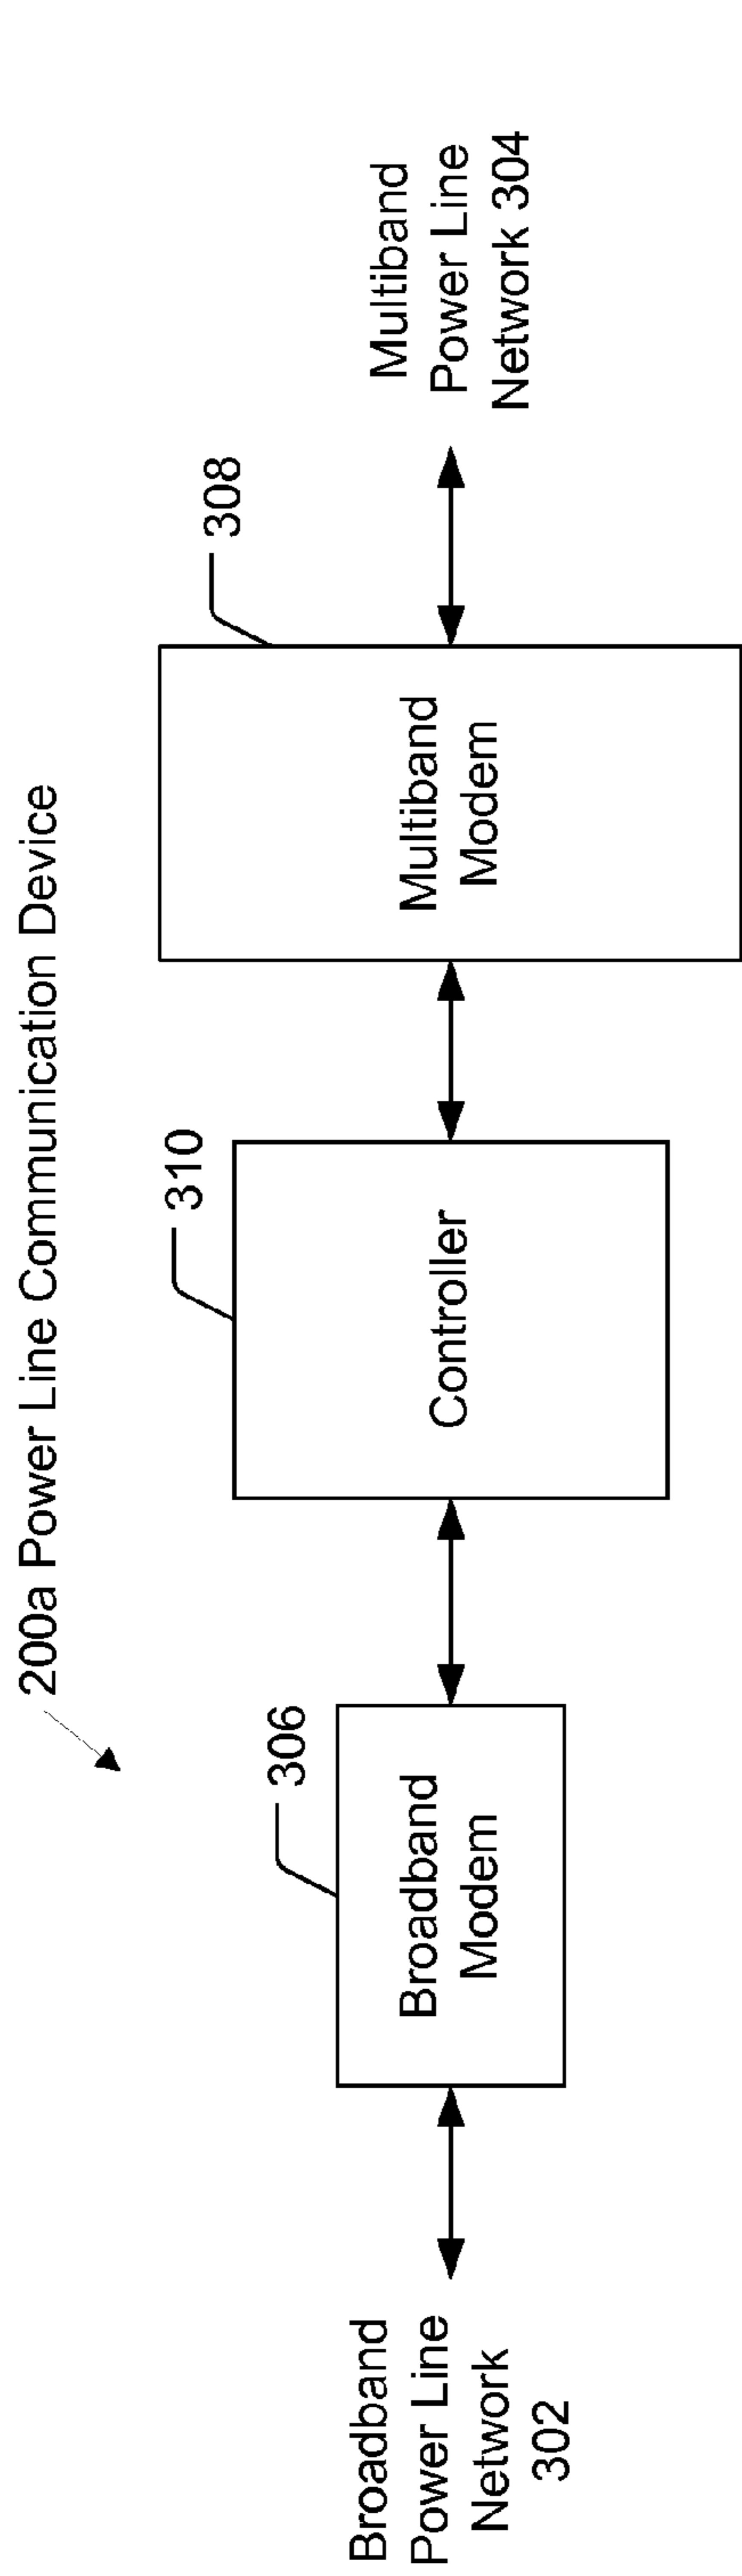 200a Power Line Communication Device
Broadband
Power Line
Network
302
306
Broadband
Modem
310
Controller
308
Multiband
Modem
Multiband
Power Line
Network 304